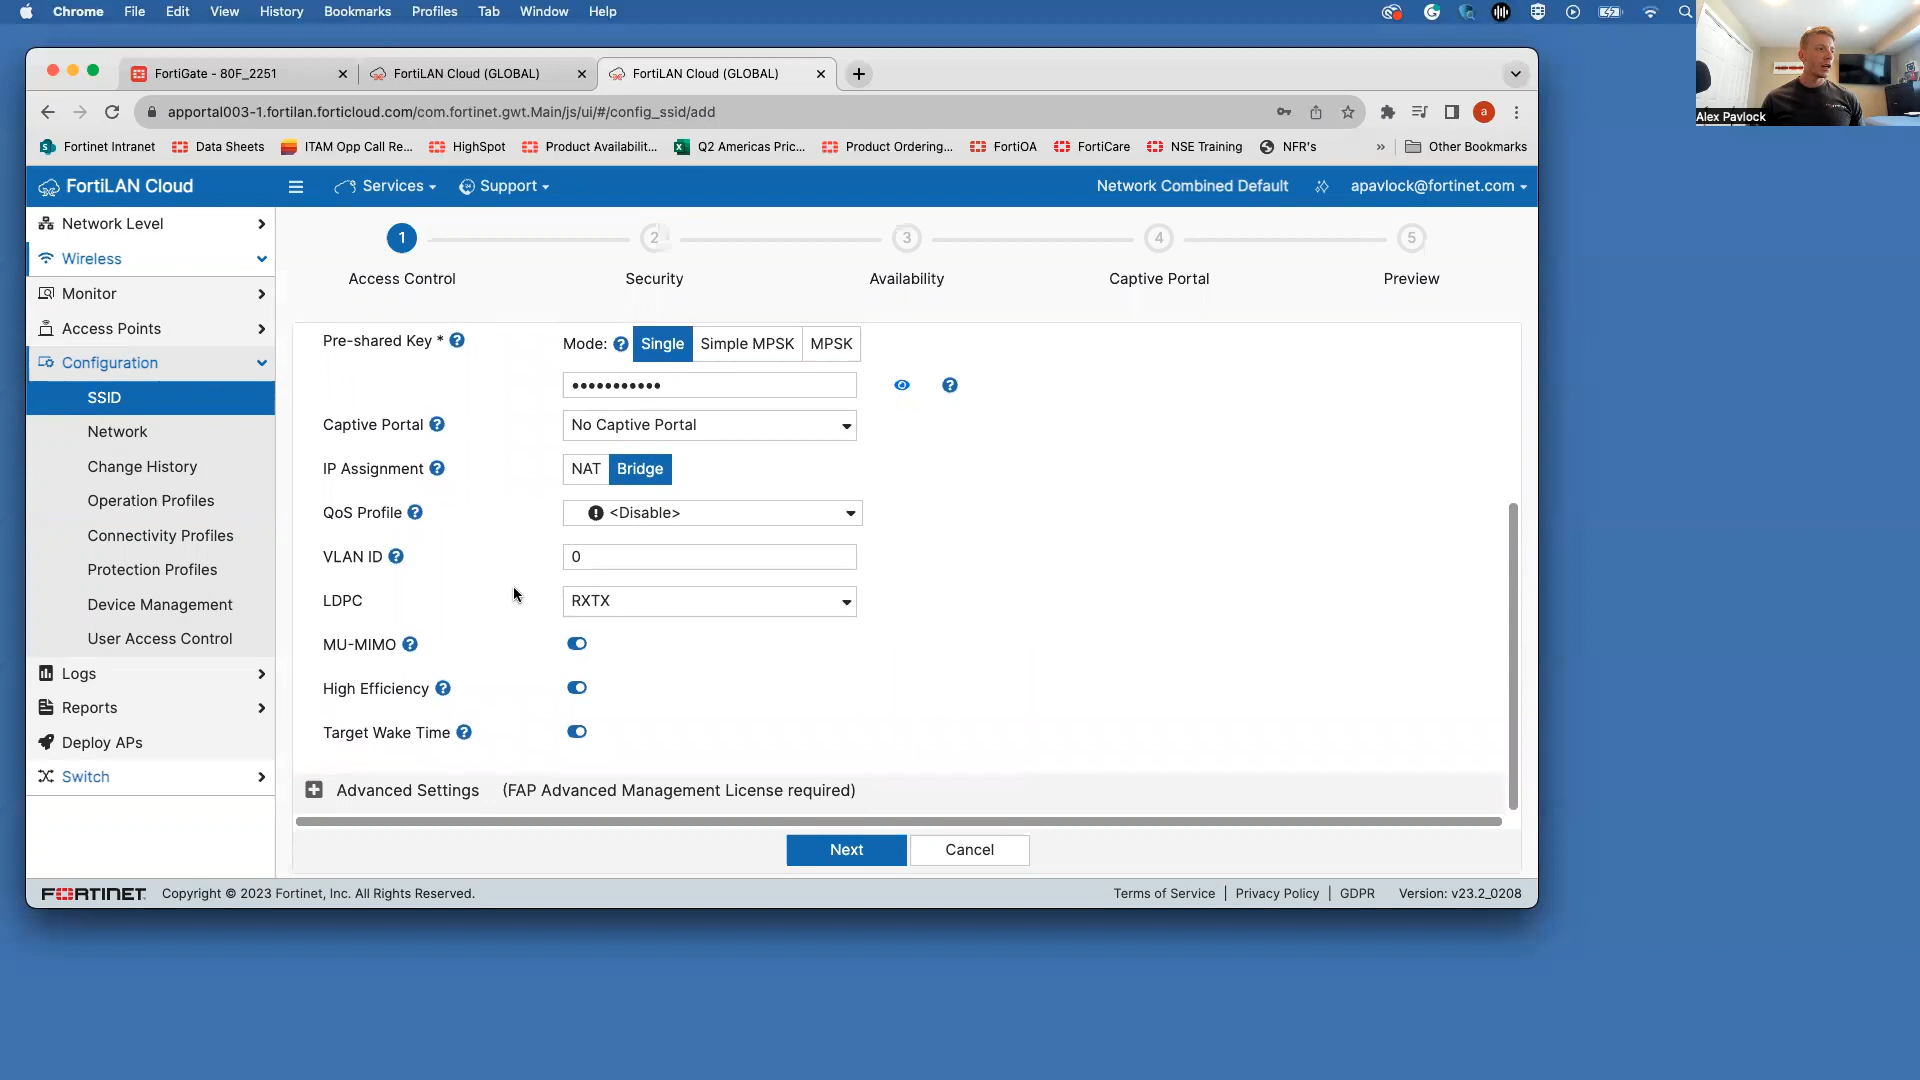 Chrome File Edit View History Bookmarks Profiles Tab Window Help
Alex Pavlock
FortiGate - 80F_2251 FortiLAN Cloud (GLOBAL) FortiLAN Cloud (GLOBAL)
apportal003-1.fortilan.forticloud.com/com.fortinet.gwt.Main/js/ui/#/config_ssid/add
Fortinet Intranet Data Sheets ITAM Opp Call Re... HighSpot Product Availabilit... Q2 Americas Pric... Product Ordering... FortiOA FortiCare NSE Training NFR's » Other Bookmarks
FortiLAN Cloud Services Support Network Combined Default apavlock@fortinet.com
Network Level
Wireless
Monitor
Access Points
Configuration
SSID
Network
Change History
Operation Profiles
Connectivity Profiles
Protection Profiles
Device Management
User Access Control
Logs
Reports
Deploy APs
Switch
1 2 3 4 5
Access Control Security Availability Captive Portal Preview
Pre-shared Key * Mode: Single Simple MPSK MPSK
•••••••••••
Captive Portal No Captive Portal
IP Assignment NAT Bridge
QoS Profile <Disable>
VLAN ID 0
LDPC RXTX
MU-MIMO
High Efficiency
Target Wake Time
Advanced Settings (FAP Advanced Management License required)
Next Cancel
FORTINET Copyright © 2023 Fortinet, Inc. All Rights Reserved. Terms of Service | Privacy Policy | GDPR Version: v23.2_0208